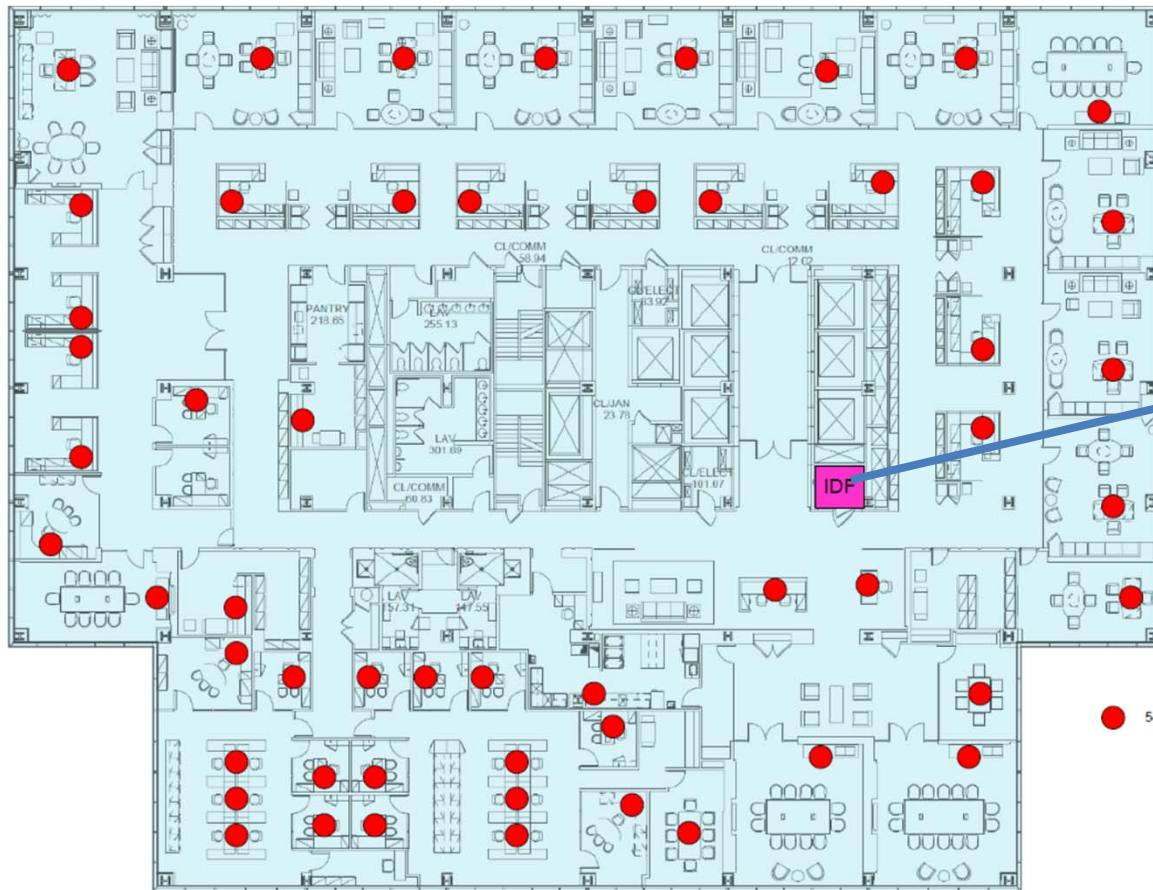 CL/COMM
58.94
CL/COMM
12.02
CL/ELECT
63.92
PANTRY
218.65
LAV
255.13
CL/JAN
23.78
LAV
301.69
CL/ELECT
101.07
CL/COMM
60.83
IDF
LAV
157.31
LAV
147.55